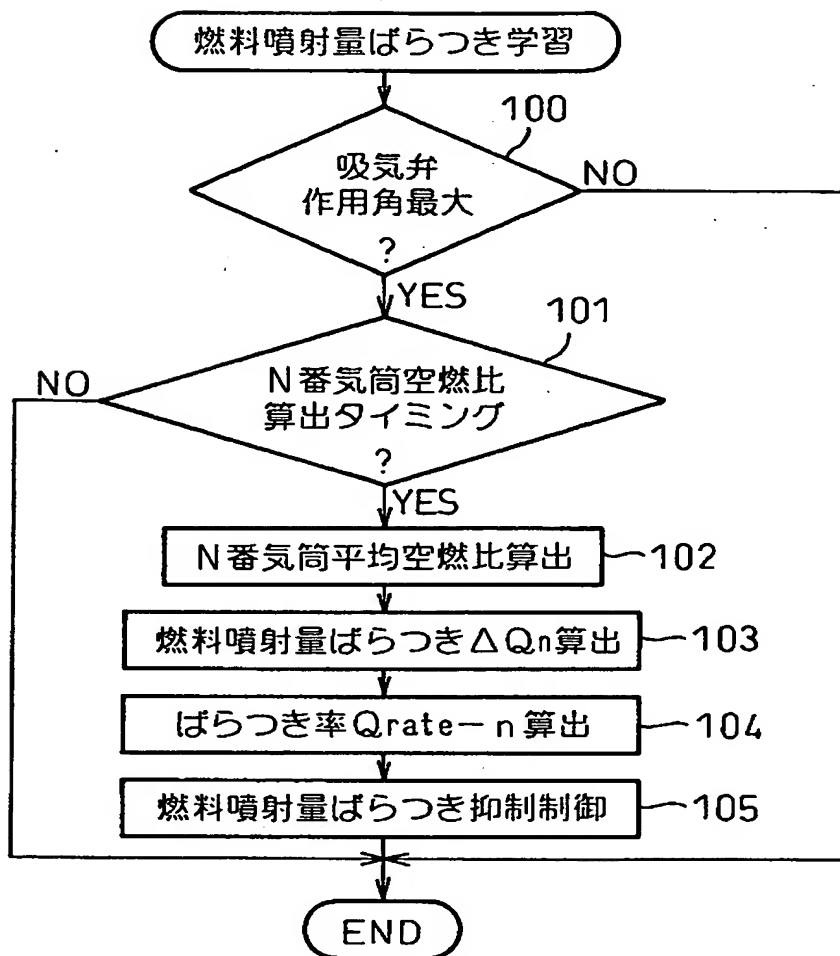 燃料噴射量ばらつき学習
100
吸気弁
作用角最大
?
NO
YES
101
NO
N番気筒空燃比
算出タイミング
?
YES
N番気筒平均空燃比算出
102
燃料噴射量ばらつきΔQn算出
103
ばらつき率Qrate-n算出
104
燃料噴射量ばらつき抑制制御
105
END